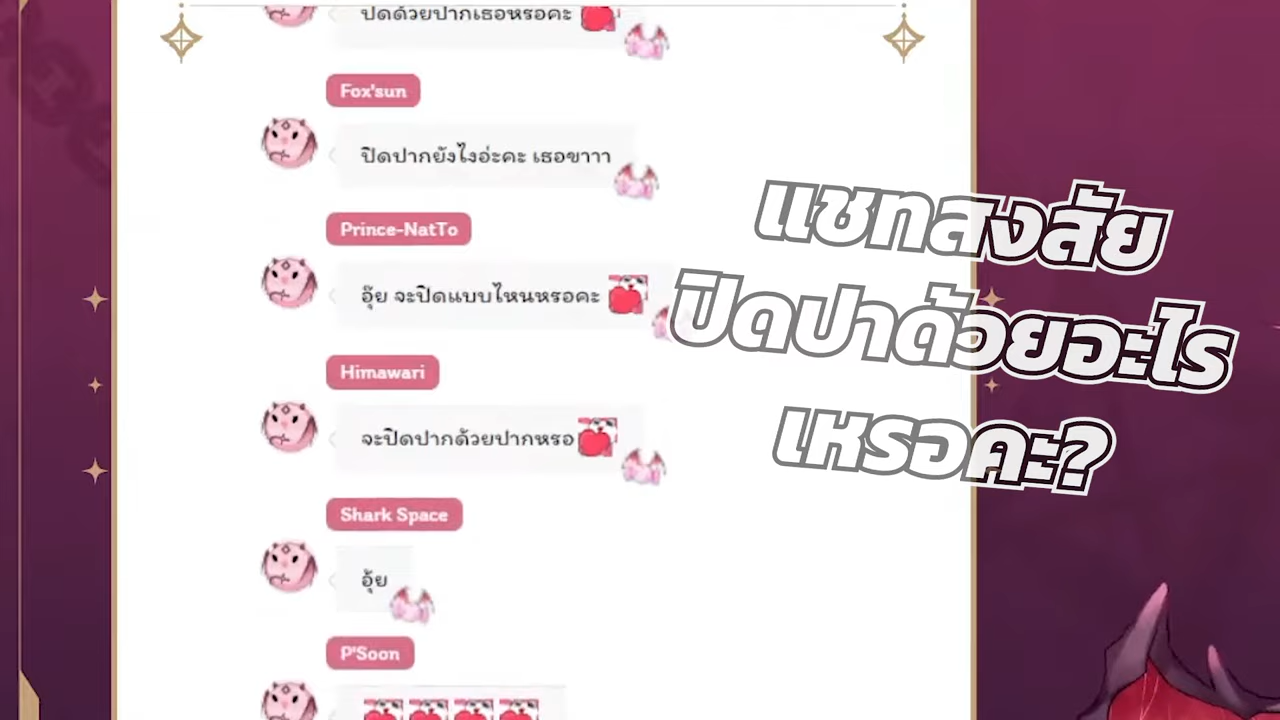 ปิดด้วยปากเธอหรอคะ
Fox'sun
ปิดปากยังไงอ่ะคะ เธอขาาา
Prince-NatTo
อุ๊ย จะปิดแบบไหนหรอคะ
Himawari
จะปิดปากด้วยปากหรอ
Shark Space
อุ้ย
P'Soon
แชทสงสัย
ปิดปาด้วยอะไร
เหรอคะ?